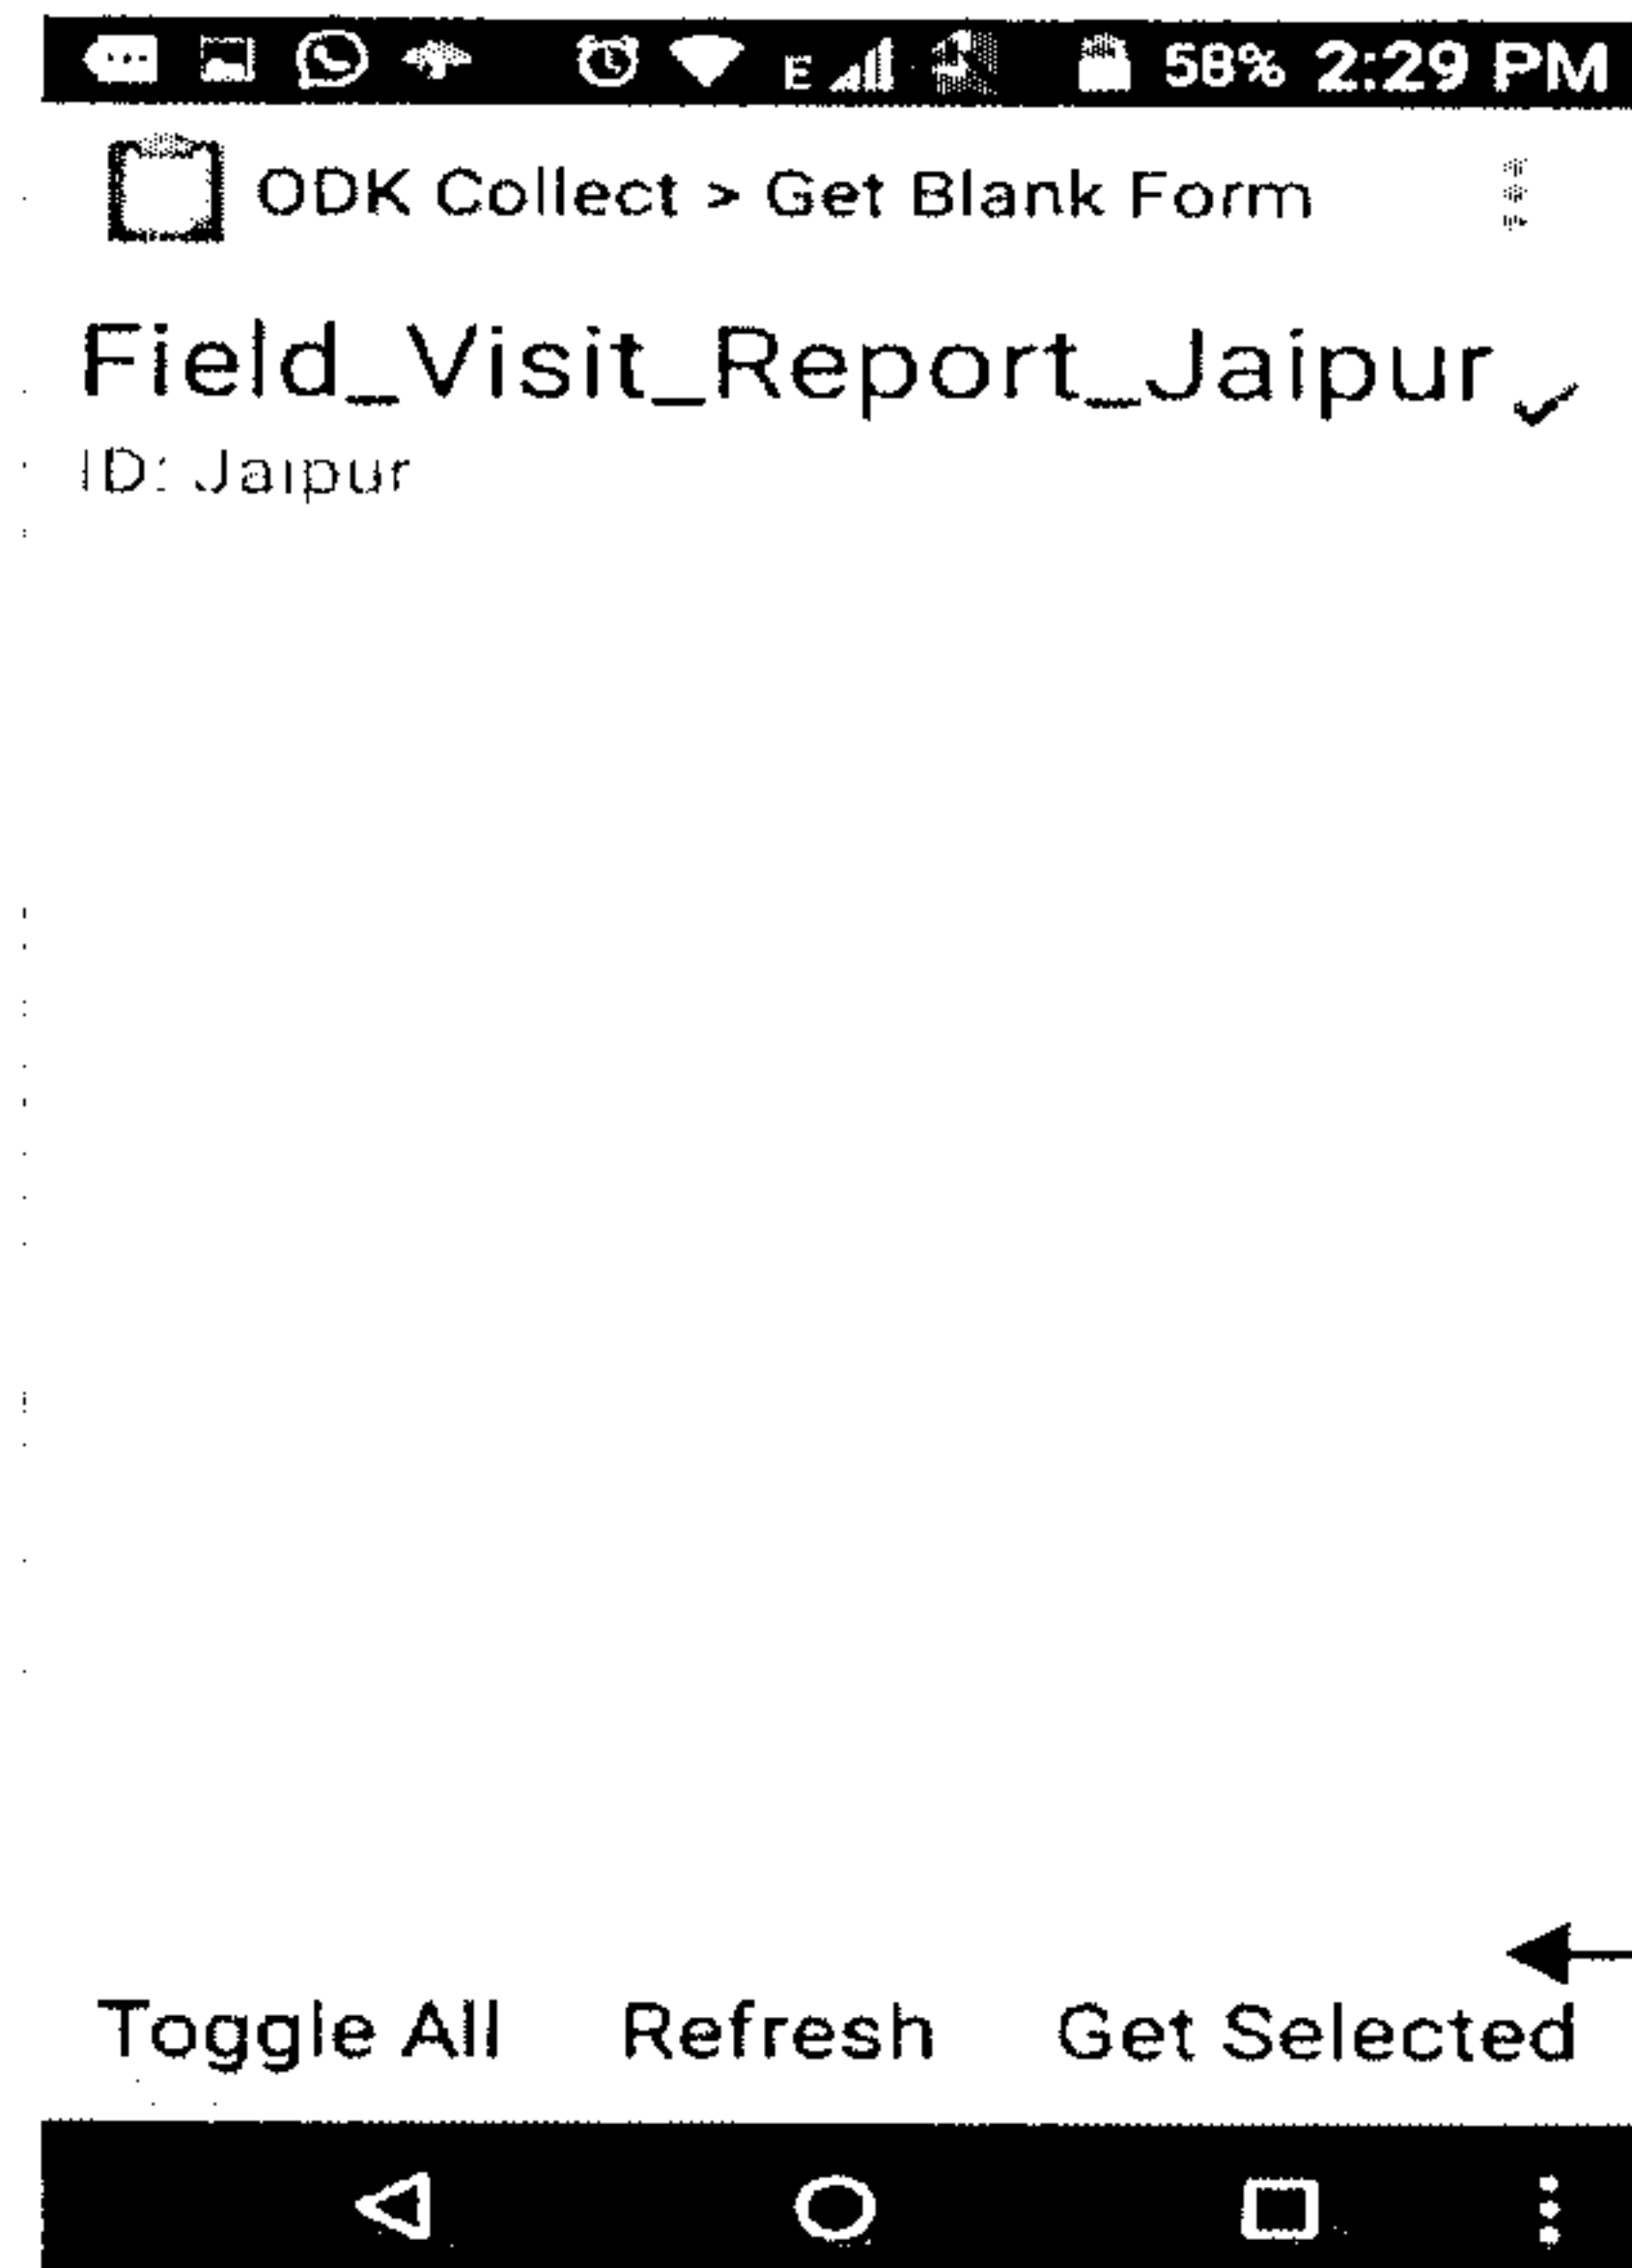 E 58% 2:29 PM
ODK Collect > Get Blank Form
Field_Visit_Report_Jaipur
ID: Jaipur
Toggle All Refresh Get Selected